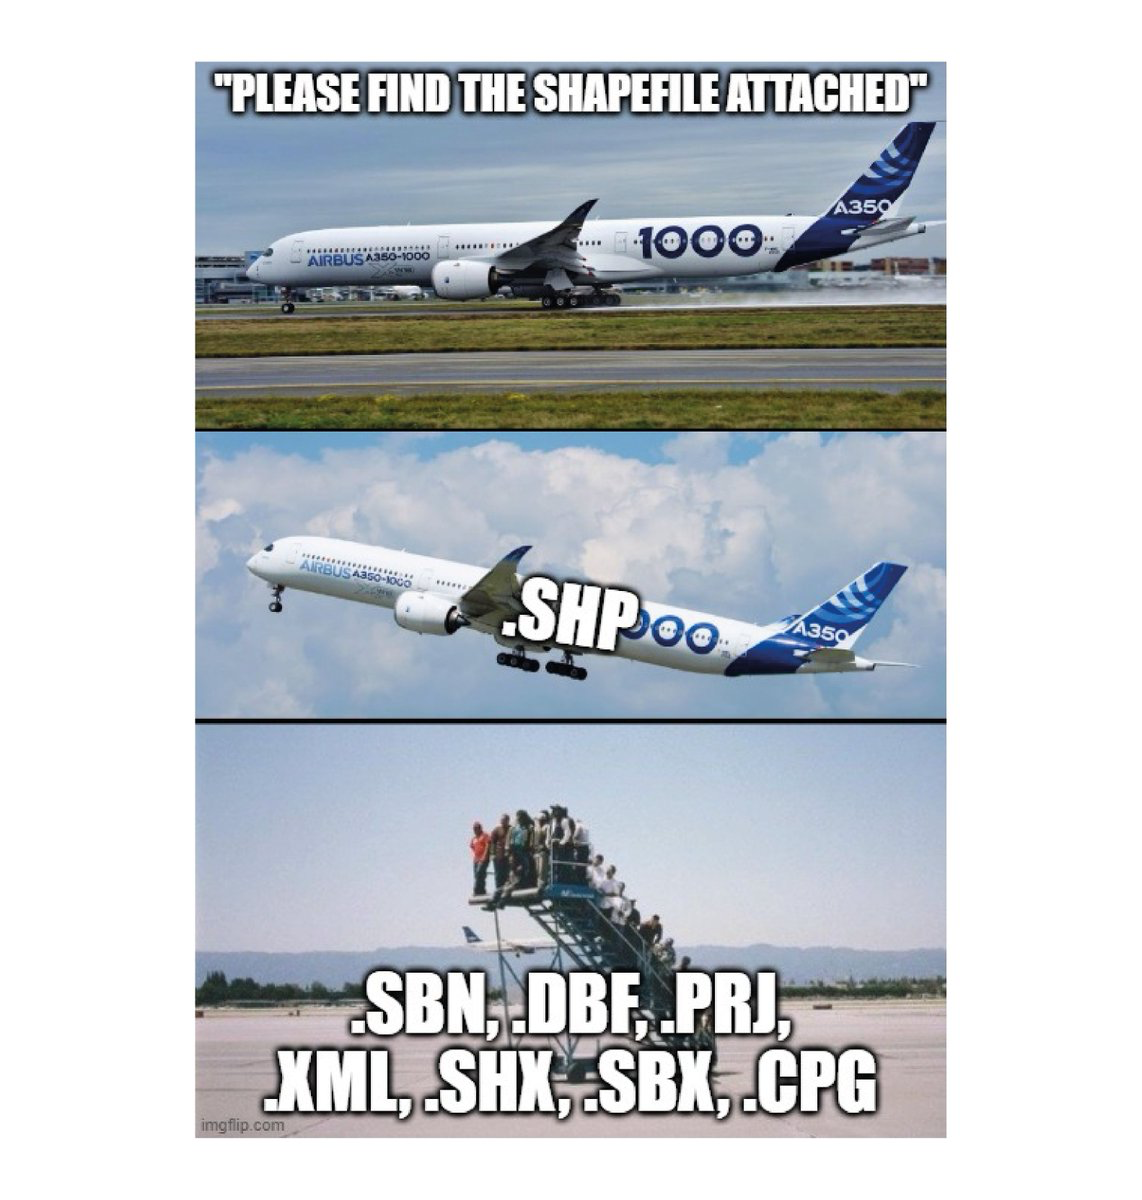 "PLEASE FIND THE SHAPEFILE ATTACHED"
A350
1000
AIRBUS A350-1000
AIRBUS A350-1000
.SHP
000
A350
.SBN, .DBF, .PRJ,
.XML, .SHX, .SBX, .CPG
imgflip.com